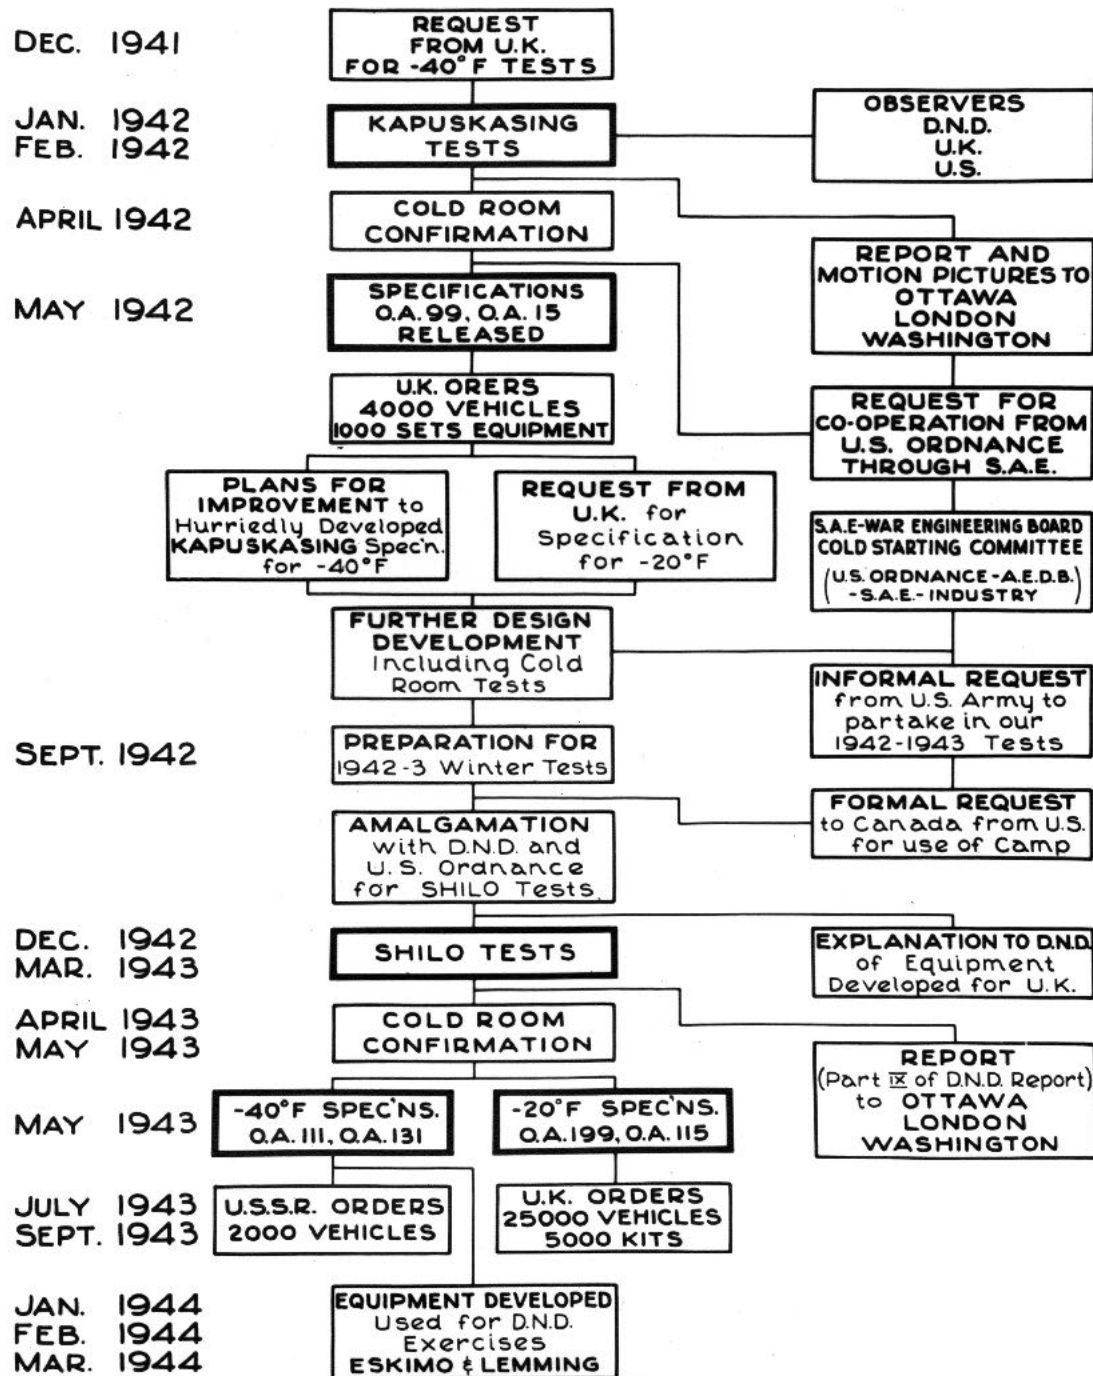 DEC. 1941
REQUEST
FROM U.K.
FOR -40°F TESTS
JAN. 1942
FEB. 1942
KAPUSKASING
TESTS
OBSERVERS
D.N.D.
U.K.
U.S.
APRIL 1942
COLD ROOM
CONFIRMATION
REPORT AND
MOTION PICTURES TO
OTTAWA
LONDON
WASHINGTON
MAY 1942
SPECIFICATIONS
O.A. 99, O.A. 15
RELEASED
U.K. ORERS
4000 VEHICLES
1000 SETS EQUIPMENT
REQUEST FOR
CO-OPERATION FROM
U.S. ORDNANCE
THROUGH S.A.E.
PLANS FOR
IMPROVEMENT to
Hurriedly Developed
KAPUSKASING Spec'n.
for -40°F
REQUEST FROM
U.K. for
Specification
for -20°F
S.A.E-WAR ENGINEERING BOARD
COLD STARTING COMMITTEE
(U.S. ORDNANCE-A.E.D.B.
-S.A.E.-INDUSTRY)
FURTHER DESIGN
DEVELOPMENT
Including Cold
Room Tests
INFORMAL REQUEST
from U.S. Army to
partake in our
1942-1943 Tests
SEPT. 1942
PREPARATION FOR
1942-3 Winter Tests
FORMAL REQUEST
to Canada from U.S.
for use of Camp
AMALGAMATION
with D.N.D. and
U.S. Ordnance
for SHILO Tests
DEC. 1942
MAR. 1943
SHILO TESTS
EXPLANATION TO D.N.D.
of Equipment
Developed for U.K.
APRIL 1943
MAY 1943
COLD ROOM
CONFIRMATION
REPORT
(Part IX of D.N.D. Report)
to OTTAWA
LONDON
WASHINGTON
MAY 1943
-40°F SPEC'NS.
O.A. 111, O.A. 131
-20°F SPEC'NS.
O.A. 199, O.A. 115
JULY 1943
SEPT. 1943
U.S.S.R. ORDERS
2000 VEHICLES
U.K. ORDERS
25000 VEHICLES
5000 KITS
JAN. 1944
FEB. 1944
MAR. 1944
EQUIPMENT DEVELOPED
Used for D.N.D.
Exercises
ESKIMO & LEMMING